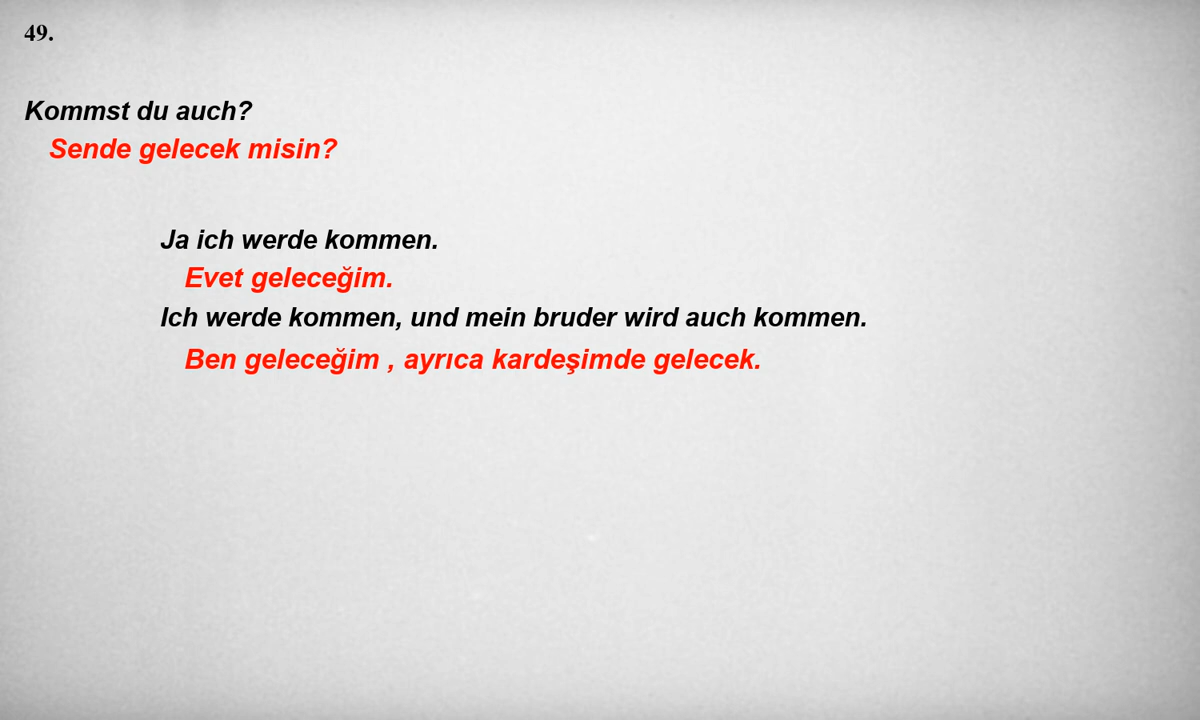 49.
Kommst du auch?
Sende gelecek misin?
Ja ich werde kommen.
Evet geleceğim.
Ich werde kommen, und mein bruder wird auch kommen.
Ben geleceğim , ayrıca kardeşimde gelecek.